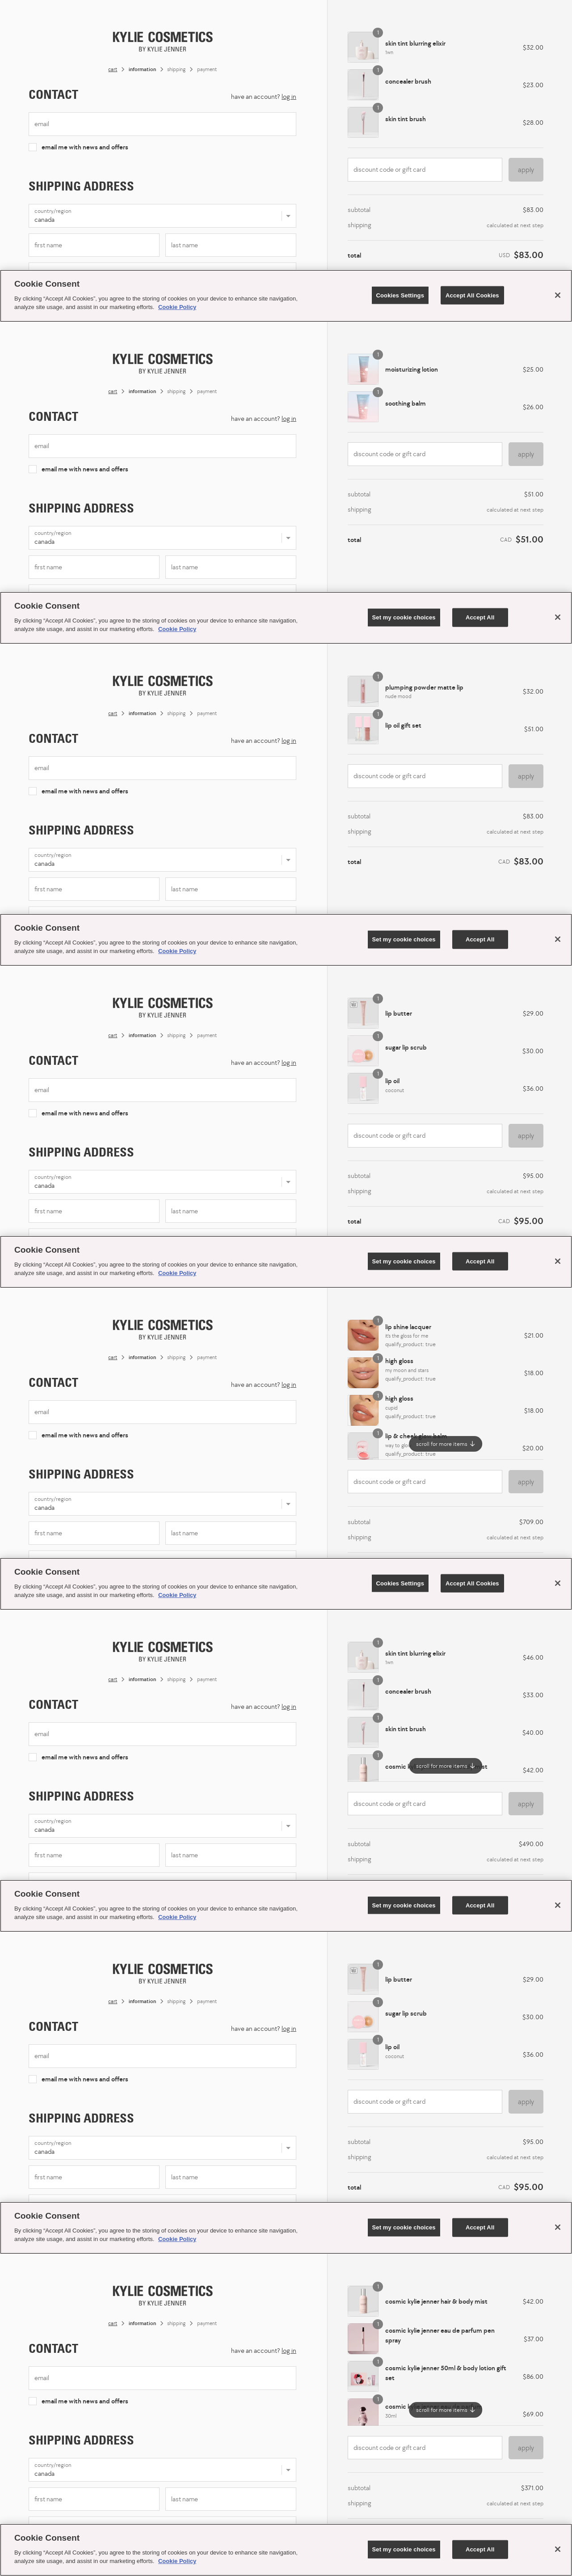 KYLIE COSMETICS
BY KYLIE JENNER
cart > information > shipping > payment
CONTACT
have an account? log in
email
email me with news and offers
SHIPPING ADDRESS
country/region
canada
first name
last name
1
skin tint blurring elixir
$32.00
1
concealer brush
$23.00
1
skin tint brush
$28.00
discount code or gift card
apply
subtotal
$83.00
shipping
calculated at next step
total
USD $83.00
Cookie Consent
By clicking “Accept All Cookies”, you agree to the storing of cookies on your device to enhance site navigation,
analyze site usage, and assist in our marketing efforts. Cookie Policy
Cookies Settings
Accept All Cookies
KYLIE COSMETICS
BY KYLIE JENNER
cart > information > shipping > payment
CONTACT
have an account? log in
email
email me with news and offers
SHIPPING ADDRESS
country/region
canada
first name
last name
1
moisturizing lotion
$25.00
1
soothing balm
$26.00
discount code or gift card
apply
subtotal
$51.00
shipping
calculated at next step
total
CAD $51.00
Cookie Consent
By clicking “Accept All Cookies”, you agree to the storing of cookies on your device to enhance site navigation,
analyze site usage, and assist in our marketing efforts. Cookie Policy
Set my cookie choices
Accept All
KYLIE COSMETICS
BY KYLIE JENNER
cart > information > shipping > payment
CONTACT
have an account? log in
email
email me with news and offers
SHIPPING ADDRESS
country/region
canada
first name
last name
1
plumping powder matte lip
nude mood
$32.00
1
lip oil gift set
$51.00
discount code or gift card
apply
subtotal
$83.00
shipping
calculated at next step
total
CAD $83.00
Cookie Consent
By clicking “Accept All Cookies”, you agree to the storing of cookies on your device to enhance site navigation,
analyze site usage, and assist in our marketing efforts. Cookie Policy
Set my cookie choices
Accept All
KYLIE COSMETICS
BY KYLIE JENNER
cart > information > shipping > payment
CONTACT
have an account? log in
email
email me with news and offers
SHIPPING ADDRESS
country/region
canada
first name
last name
1
lip butter
$29.00
1
sugar lip scrub
$30.00
1
lip oil
coconut
$36.00
discount code or gift card
apply
subtotal
$95.00
shipping
calculated at next step
total
CAD $95.00
Cookie Consent
By clicking “Accept All Cookies”, you agree to the storing of cookies on your device to enhance site navigation,
analyze site usage, and assist in our marketing efforts. Cookie Policy
Set my cookie choices
Accept All
KYLIE COSMETICS
BY KYLIE JENNER
cart > information > shipping > payment
CONTACT
have an account? log in
email
email me with news and offers
SHIPPING ADDRESS
country/region
canada
first name
last name
1
lip shine lacquer
it's the gloss for me
qualify_product: true
$21.00
1
high gloss
my moon and stars
qualify_product: true
$18.00
1
high gloss
cupid
qualify_product: true
$18.00
1
lip & cheek glow balm
way to
qualify_product: true
$20.00
scroll for more items ↓
discount code or gift card
apply
subtotal
$709.00
shipping
calculated at next step
Cookie Consent
By clicking “Accept All Cookies”, you agree to the storing of cookies on your device to enhance site navigation,
analyze site usage, and assist in our marketing efforts. Cookie Policy
Cookies Settings
Accept All Cookies
KYLIE COSMETICS
BY KYLIE JENNER
cart > information > shipping > payment
CONTACT
have an account? log in
email
email me with news and offers
SHIPPING ADDRESS
country/region
canada
first name
last name
1
skin tint blurring elixir
$46.00
1
concealer brush
$33.00
1
skin tint brush
$40.00
1
cosmic
$42.00
scroll for more items ↓
discount code or gift card
apply
subtotal
$490.00
shipping
calculated at next step
Cookie Consent
By clicking “Accept All Cookies”, you agree to the storing of cookies on your device to enhance site navigation,
analyze site usage, and assist in our marketing efforts. Cookie Policy
Set my cookie choices
Accept All
KYLIE COSMETICS
BY KYLIE JENNER
cart > information > shipping > payment
CONTACT
have an account? log in
email
email me with news and offers
SHIPPING ADDRESS
country/region
canada
first name
last name
1
lip butter
$29.00
1
sugar lip scrub
$30.00
1
lip oil
coconut
$36.00
discount code or gift card
apply
subtotal
$95.00
shipping
calculated at next step
total
CAD $95.00
Cookie Consent
By clicking “Accept All Cookies”, you agree to the storing of cookies on your device to enhance site navigation,
analyze site usage, and assist in our marketing efforts. Cookie Policy
Set my cookie choices
Accept All
KYLIE COSMETICS
BY KYLIE JENNER
cart > information > shipping > payment
CONTACT
have an account? log in
email
email me with news and offers
SHIPPING ADDRESS
country/region
canada
first name
last name
1
cosmic kylie jenner hair & body mist
$42.00
1
cosmic kylie jenner eau de parfum pen
spray
$37.00
1
cosmic kylie jenner 50ml & body lotion gift
set
$86.00
1
cosmic
30ml
$69.00
scroll for more items ↓
discount code or gift card
apply
subtotal
$371.00
shipping
calculated at next step
Cookie Consent
By clicking “Accept All Cookies”, you agree to the storing of cookies on your device to enhance site navigation,
analyze site usage, and assist in our marketing efforts. Cookie Policy
Set my cookie choices
Accept All